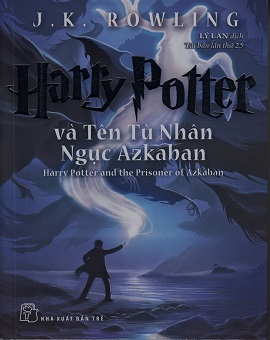 J.K. ROWLING
LÝ LAN dịch
Tái bản lần thứ 25
Harry Potter
và Tên Tù Nhân
Ngục Azkaban
Harry Potter and the Prisoner of Azkaban
NHÀ XUẤT BẢN TRẺ